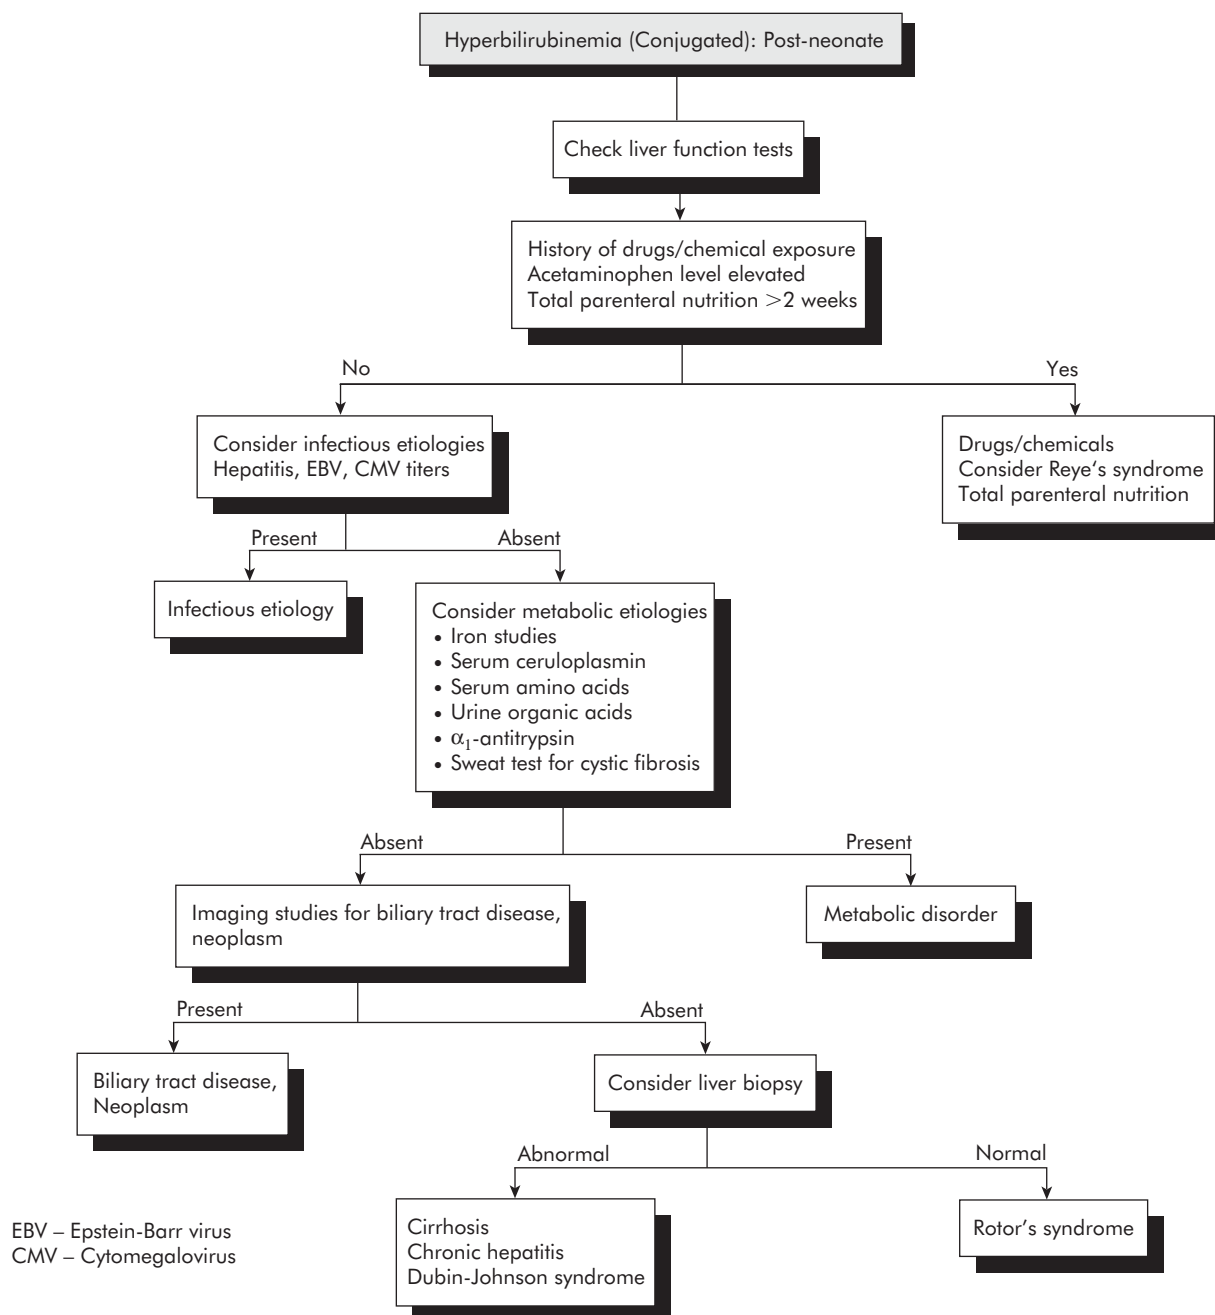 Hyperbilirubinemia (Conjugated): Post-neonate
Check liver function tests
History of drugs/chemical exposure
Acetaminophen level elevated
Total parenteral nutrition >2 weeks
No
Yes
Consider infectious etiologies
Hepatitis, EBV, CMV titers
Drugs/chemicals
Consider Reye‘s syndrome
Total parenteral nutrition
Present
Absent
Infectious etiology
Consider metabolic etiologies
• Iron studies
• Serum ceruloplasmin
• Serum amino acids
• Urine organic acids
• α₁-antitrypsin
• Sweat test for cystic fibrosis
Absent
Present
Imaging studies for biliary tract disease,
neoplasm
Metabolic disorder
Present
Absent
Biliary tract disease,
Neoplasm
Consider liver biopsy
Abnormal
Normal
Cirrhosis
Chronic hepatitis
Dubin-Johnson syndrome
Rotor’s syndrome
EBV – Epstein-Barr virus
CMV – Cytomegalovirus